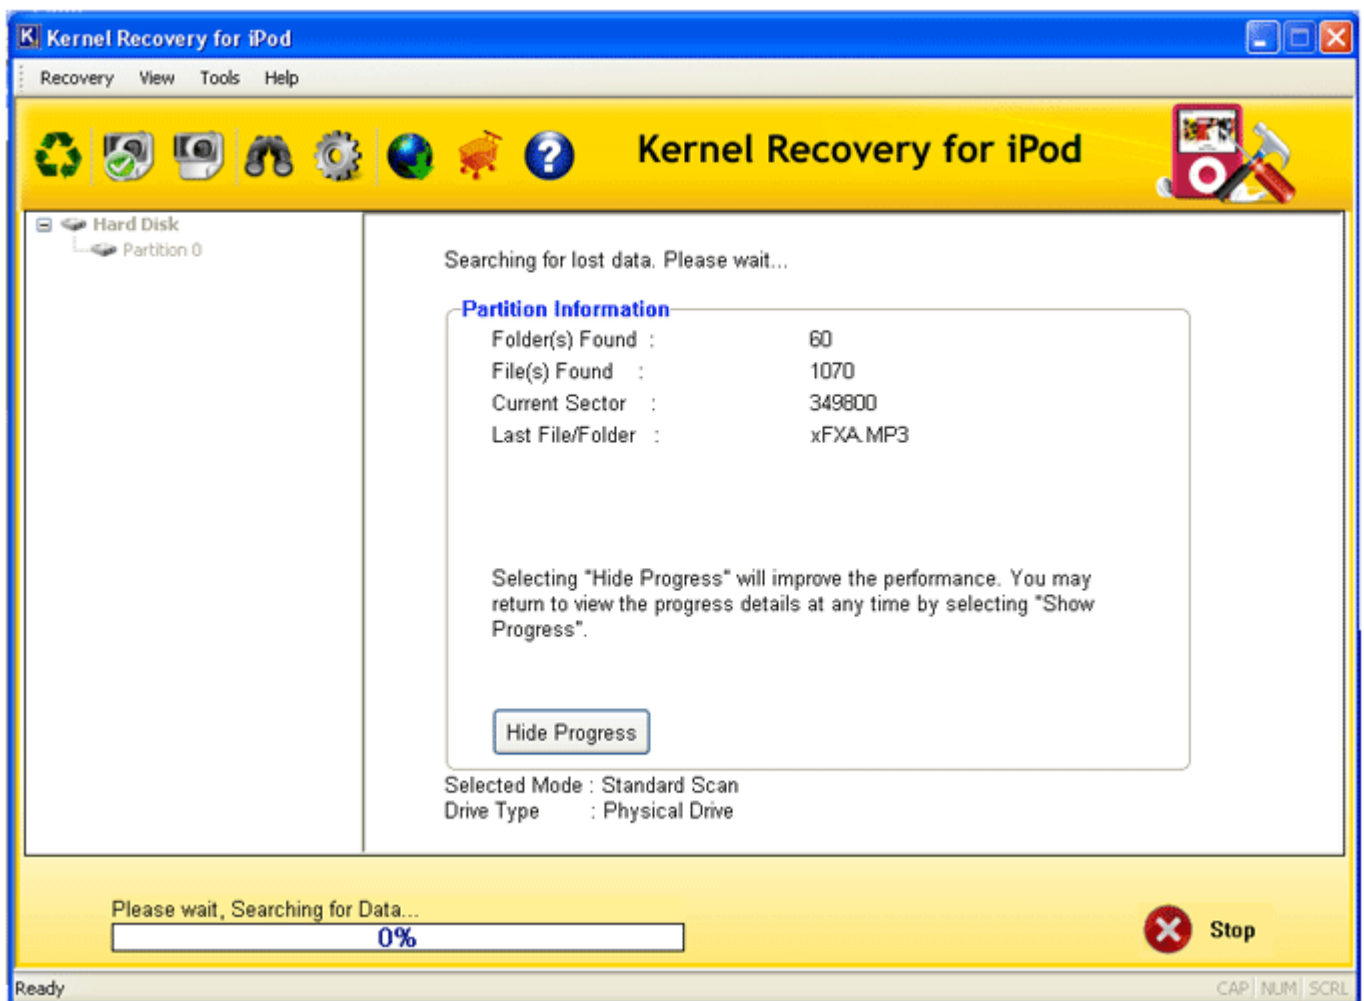 Kernel Recovery for iPod
Recovery View Tools Help
Kernel Recovery for iPod
Hard Disk
Partition 0
Searching for lost data. Please wait...
Partition Information
Folder(s) Found : 60
File(s) Found : 1070
Current Sector : 349800
Last File/Folder : xFXA.MP3
Selecting "Hide Progress" will improve the performance. You may
return to view the progress details at any time by selecting "Show
Progress".
Hide Progress
Selected Mode : Standard Scan
Drive Type : Physical Drive
Please wait, Searching for Data...
0%
Stop
Ready
CAP NUM SCRL